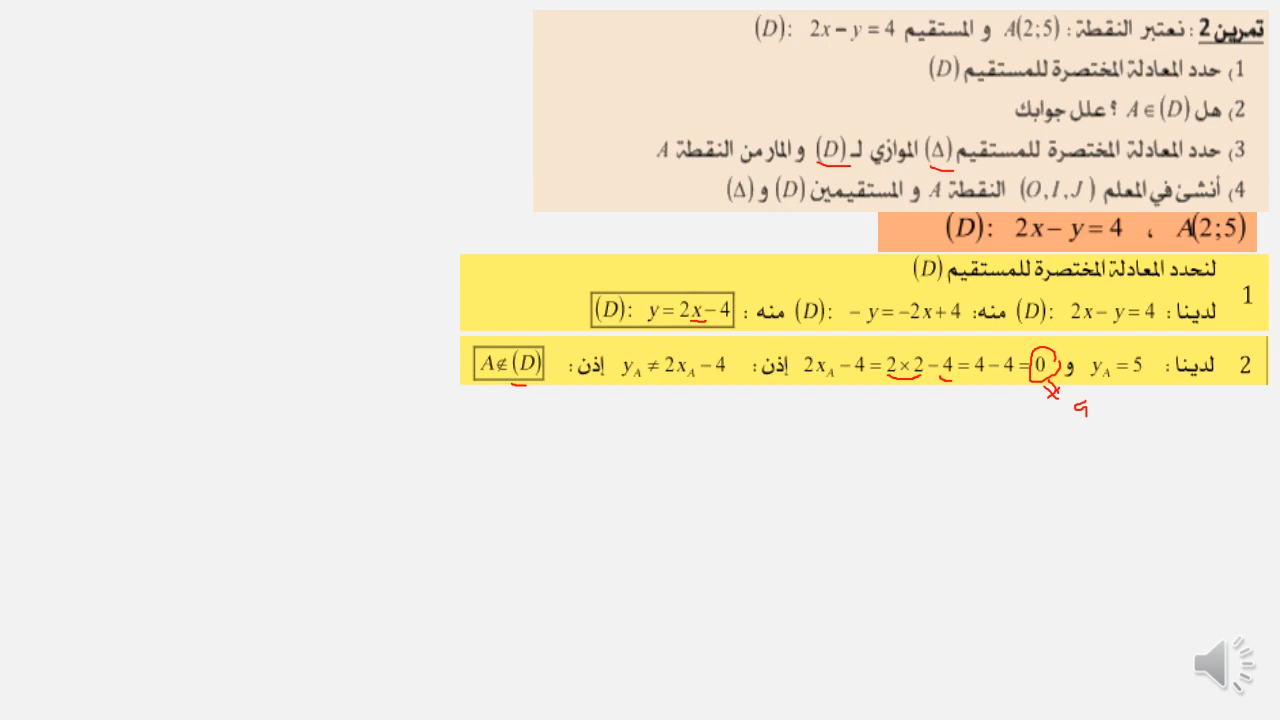 تمرين 2 : نعتبر النقطة : A(2;5) و المستقيم (D): 2x − y = 4
1) حدد المعادلة المختصرة للمستقيم (D)
2) هل A ∈ (D) ؟ علل جوابك
3) حدد المعادلة المختصرة للمستقيم (Δ) الموازي لـ (D) و المار من النقطة A
4) أنشئ في المعلم (O, I, J) النقطة A و المستقيمين (D) و (Δ)
(D): 2x − y = 4 ، A(2;5)
لنحدد المعادلة المختصرة للمستقيم (D)
1
لدينا : (D): 2x − y = 4 منه: (D): − y = −2x + 4 منه : (D): y = 2x − 4
2 لدينا : y_A = 5 و 2x_A − 4 = 2 × 2 − 4 = 4 − 4 = 0 إذن : y_A ≠ 2x_A − 4 إذن : A ∉ (D)